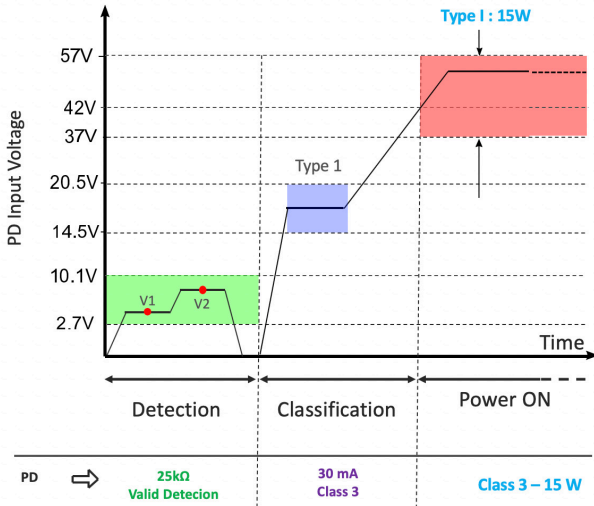 Type I : 15W
57V
42V
37V
20.5V
14.5V
10.1V
2.7V
PD Input Voltage
Type 1
V1
V2
Time
Detection
Classification
Power ON
PD
25kΩ
Valid Detecion
30 mA
Class 3
Class 3 – 15 W